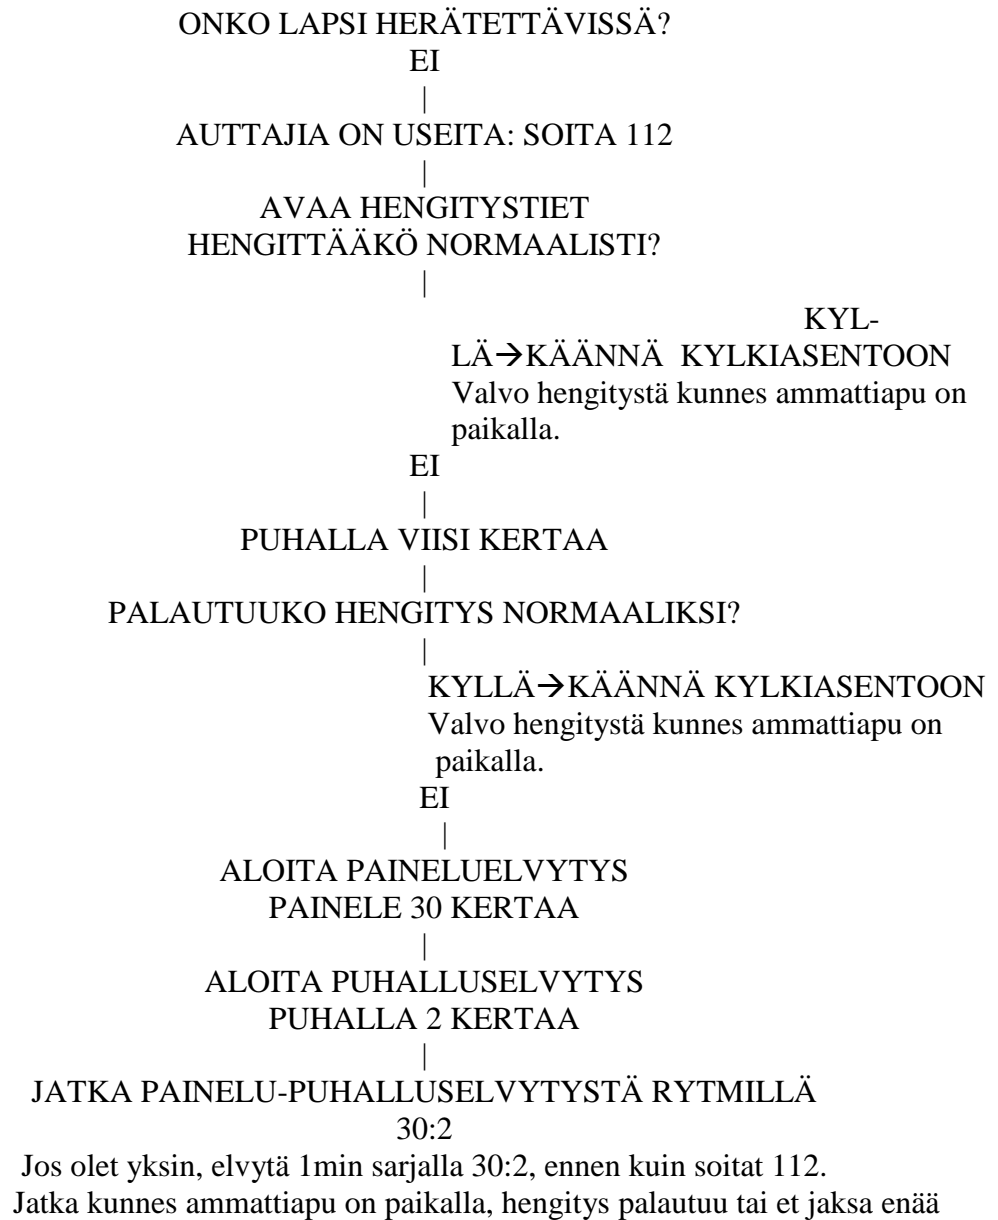 ONKO LAPSI HERÄTETTÄVISSÄ?
EI
|
AUTTAJIA ON USEITA: SOITA 112
|
AVAA HENGITYSTIET
HENGITTÄÄKÖ NORMAALISTI?
|
KYL-
LÄ→KÄÄNNÄ KYLKIASENTOON
Valvo hengitystä kunnes ammattiapu on
paikalla.
EI
|
PUHALLA VIISI KERTAA
|
PALAUTUUKO HENGITYS NORMAALIKSI?
|
KYLLÄ→KÄÄNNÄ KYLKIASENTOON
Valvo hengitystä kunnes ammattiapu on
paikalla.
EI
|
ALOITA PAINELUELVYTYS
PAINELE 30 KERTAA
|
ALOITA PUHALLUSELVYTYS
PUHALLA 2 KERTAA
|
JATKA PAINELU-PUHALLUSELVYTYSTÄ RYTMILLÄ
30:2
Jos olet yksin, elvytä 1min sarjalla 30:2, ennen kuin soitat 112.
Jatka kunnes ammattiapu on paikalla, hengitys palautuu tai et jaksa enää